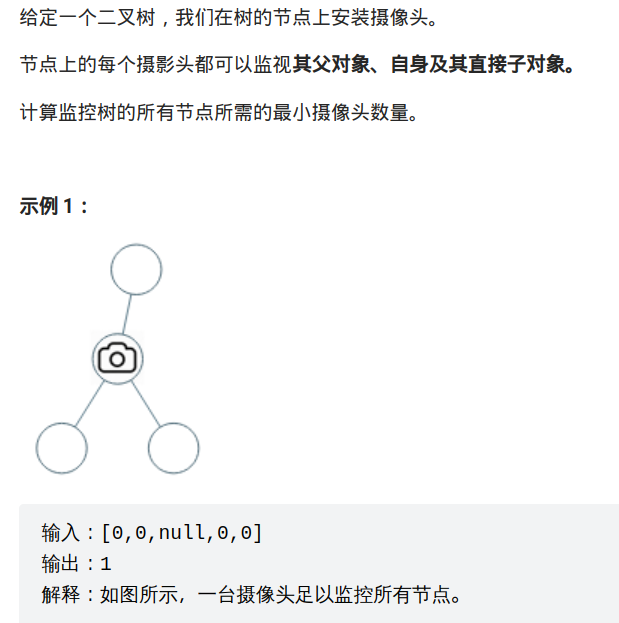 给定一个二叉树，我们在树的节点上安装摄像头。
节点上的每个摄影头都可以监视其父对象、自身及其直接子对象。
计算监控树的所有节点所需的最小摄像头数量。
示例 1：
输入：[0,0,null,0,0]
输出：1
解释：如图所示，一台摄像头足以监控所有节点。